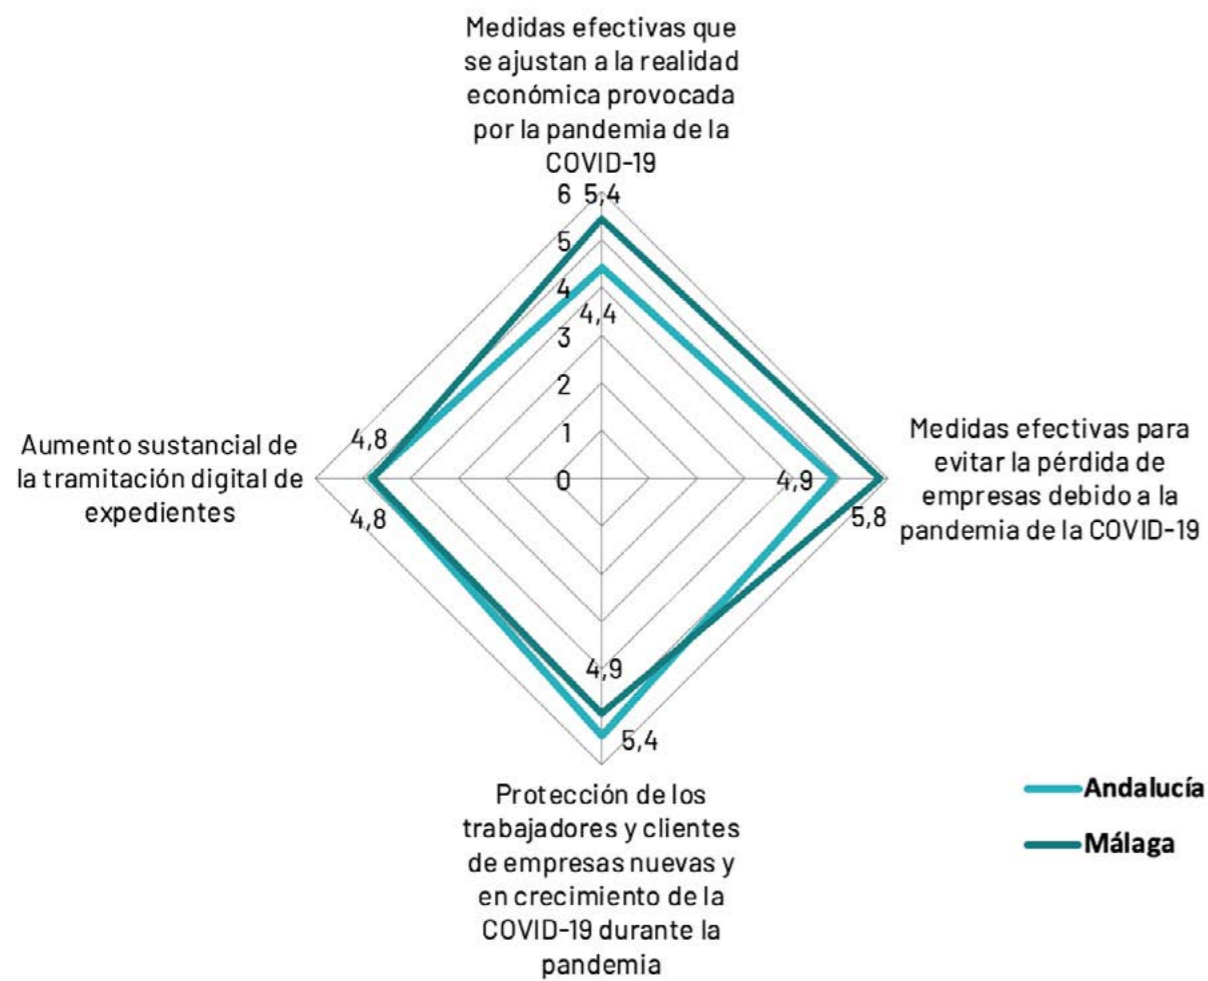 Medidas efectivas que
se ajustan a la realidad
económica provocada
por la pandemia de la
COVID-19
6 5,4
5
4
4,4
3
2
1
0
4,8
Aumento sustancial de
la tramitación digital de
expedientes
4,8
4,9
Medidas efectivas para
evitar la pérdida de
empresas debido a la
pandemia de la COVID-19
5,8
4,9
5,4
Protección de los
trabajadores y clientes
de empresas nuevas y
en crecimiento de la
COVID-19 durante la
pandemia
Andalucía
Málaga